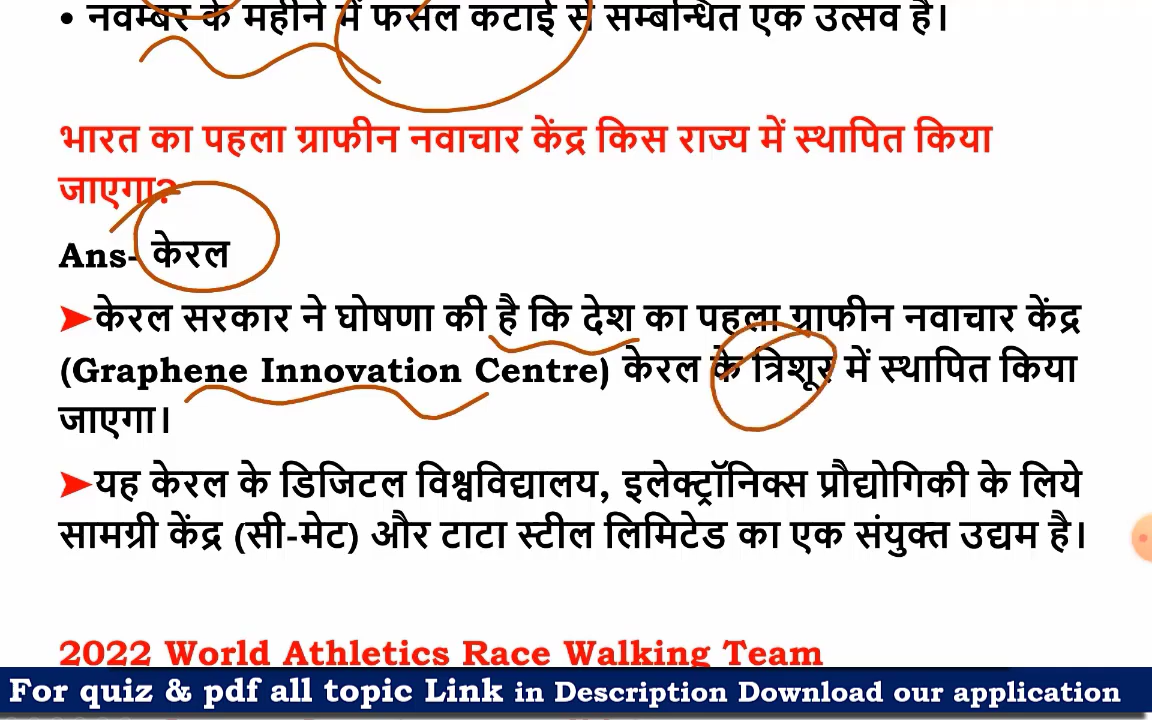 • नवम्बर के महीने में फसल कटाई से सम्बन्धित एक उत्सव है।
भारत का पहला ग्राफीन नवाचार केंद्र किस राज्य में स्थापित किया
जाएगा?
Ans- केरल
➤केरल सरकार ने घोषणा की है कि देश का पहला ग्राफीन नवाचार केंद्र
(Graphene Innovation Centre) केरल के त्रिशूर में स्थापित किया
जाएगा।
➤यह केरल के डिजिटल विश्वविद्यालय, इलेक्ट्रॉनिक्स प्रौद्योगिकी के लिये
सामग्री केंद्र (सी-मेट) और टाटा स्टील लिमिटेड का एक संयुक्त उद्यम है।
2022 World Athletics Race Walking Team
For quiz & pdf all topic Link in Description Download our application